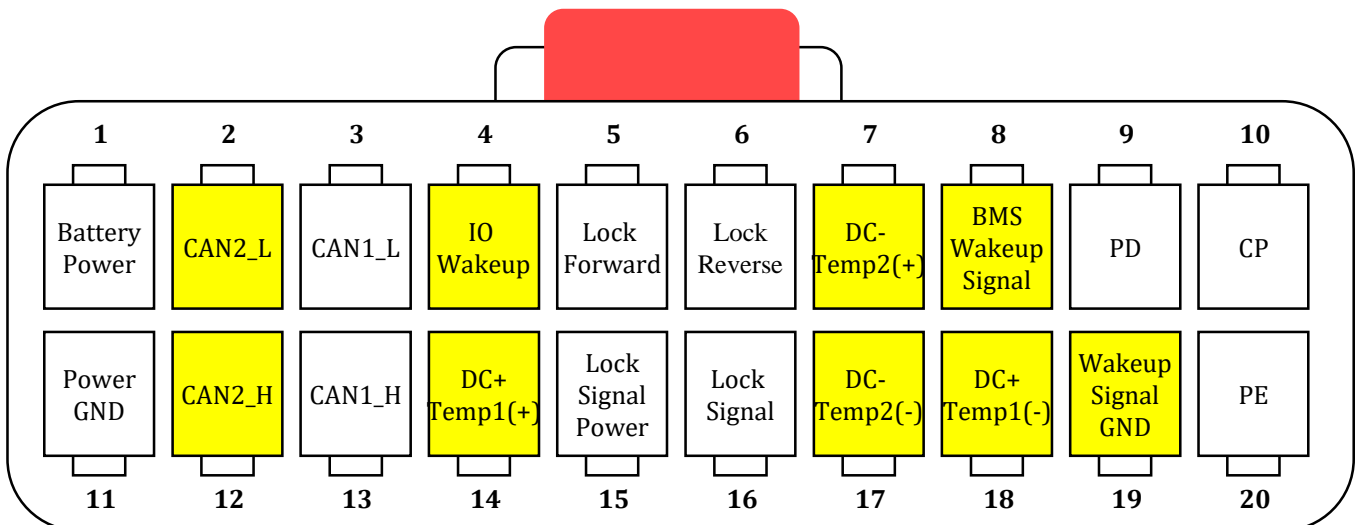 1 2 3 4 5 6 7 8 9 10
Battery
Power
CAN2_L
CAN1_L
IO
Wakeup
Lock
Forward
Lock
Reverse
DC-
Temp2(+)
BMS
Wakeup
Signal
PD
CP
Power
GND
CAN2_H
CAN1_H
DC+
Temp1(+)
Lock
Signal
Power
Lock
Signal
DC-
Temp2(-)
DC+
Temp1(-)
Wakeup
Signal
GND
PE
11 12 13 14 15 16 17 18 19 20